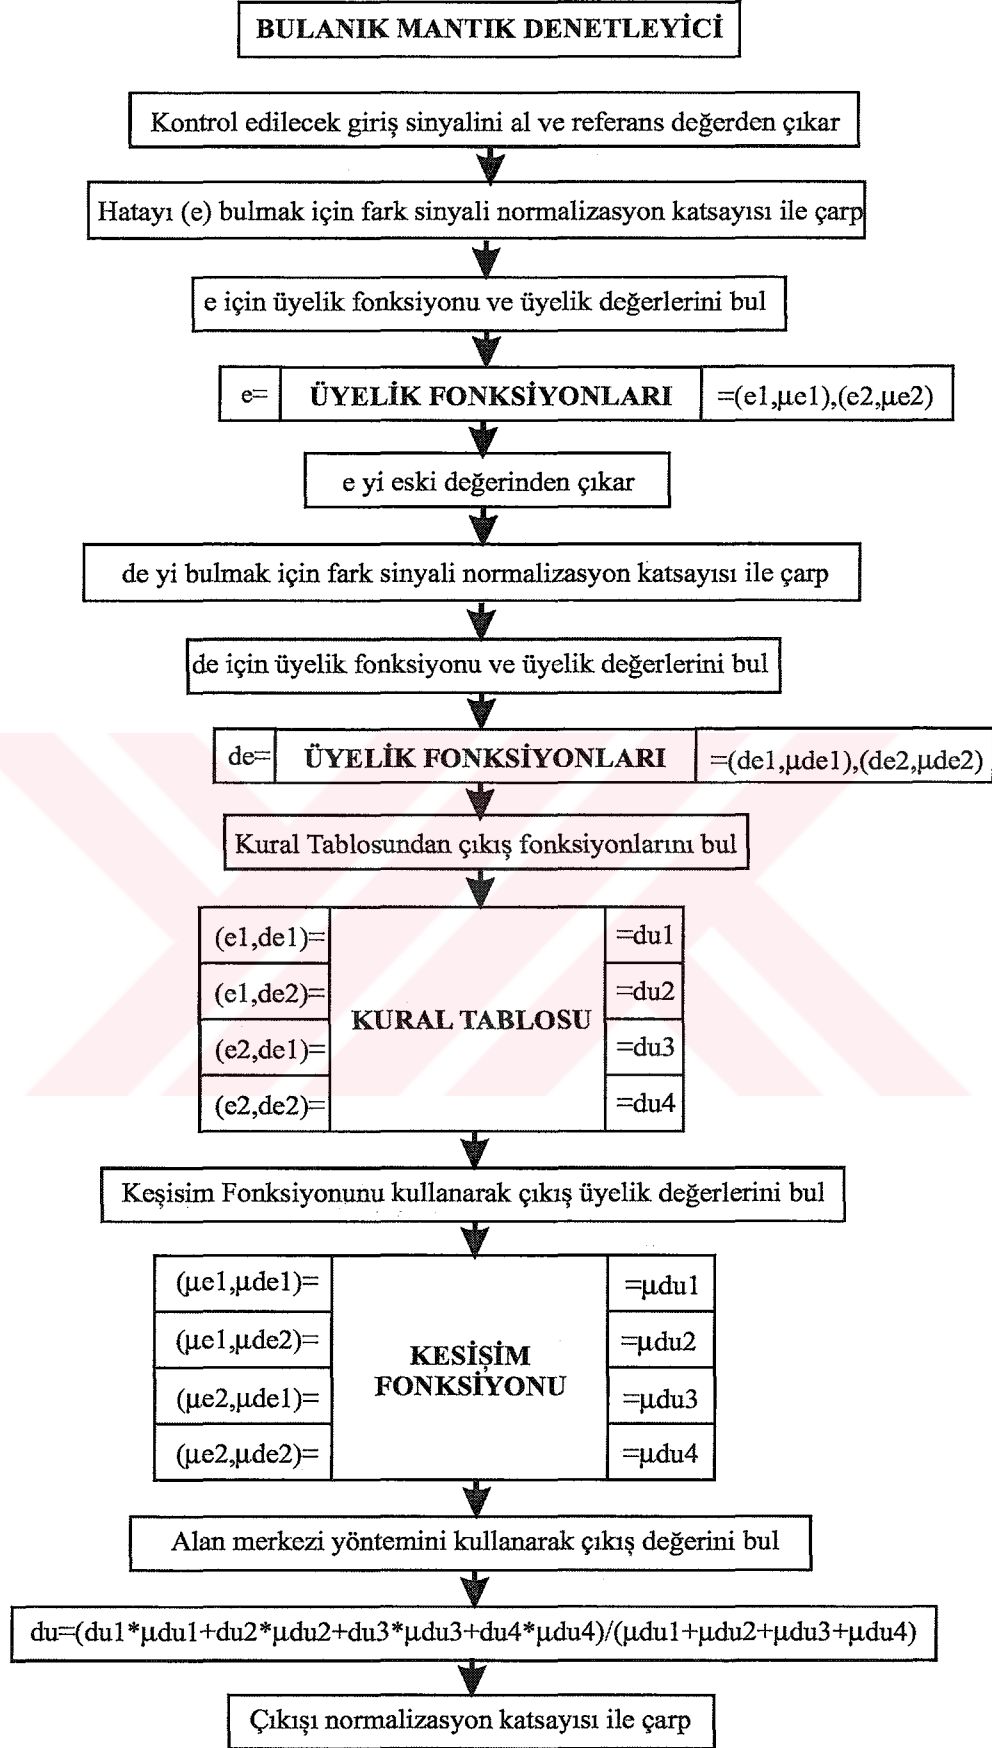 BULANIK MANTIK DENETLEYİCİ
Kontrol edilecek giriş sinyalini al ve referans değerden çıkar
Hatayı (e) bulmak için fark sinyali normalizasyon katsayısı ile çarp
e için üyelik fonksiyonu ve üyelik değerlerini bul
e= ÜYELİK FONKSİYONLARI =(e1,µe1),(e2,µe2)
e yi eski değerinden çıkar
de yi bulmak için fark sinyali normalizasyon katsayısı ile çarp
de için üyelik fonksiyonu ve üyelik değerlerini bul
de= ÜYELİK FONKSİYONLARI =(de1,µde1),(de2,µde2)
Kural Tablosundan çıkış fonksiyonlarını bul
(e1,de1)= =du1
(e1,de2)= =du2
KURAL TABLOSU
(e2,de1)= =du3
(e2,de2)= =du4
Keşisim Fonksiyonunu kullanarak çıkış üyelik değerlerini bul
(µe1,µde1)= =µdu1
(µe1,µde2)= =µdu2
KESİŞİM
FONKSİYONU
(µe2,µde1)= =µdu3
(µe2,µde2)= =µdu4
Alan merkezi yöntemini kullanarak çıkış değerini bul
du=(du1*µdu1+du2*µdu2+du3*µdu3+du4*µdu4)/(µdu1+µdu2+µdu3+µdu4)
Çıkışı normalizasyon katsayısı ile çarp